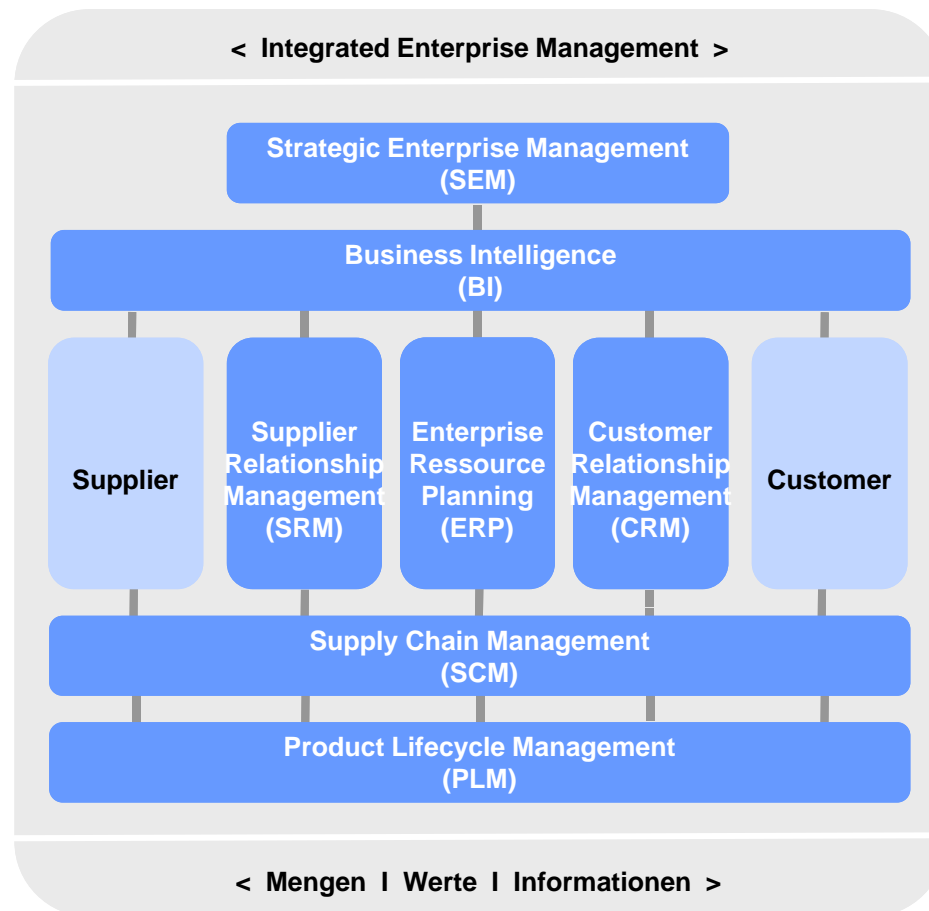 < Integrated Enterprise Management >
Strategic Enterprise Management
(SEM)
Business Intelligence
(BI)
Supplier
Supplier
Relationship
Management
(SRM)
Enterprise
Ressource
Planning
(ERP)
Customer
Relationship
Management
(CRM)
Customer
Supply Chain Management
(SCM)
Product Lifecycle Management
(PLM)
< Mengen I Werte I Informationen >